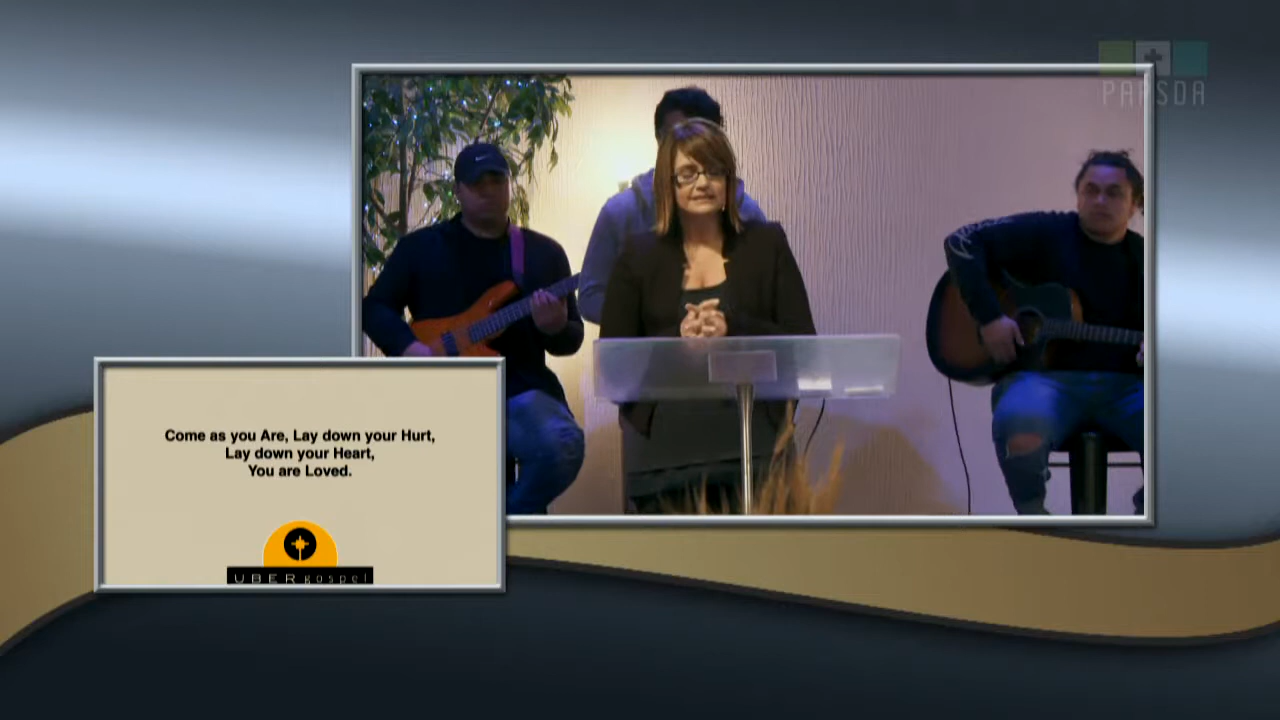 PAPSDA
Come as you Are, Lay down your Hurt,
Lay down your Heart,
You are Loved.
UBERgospel